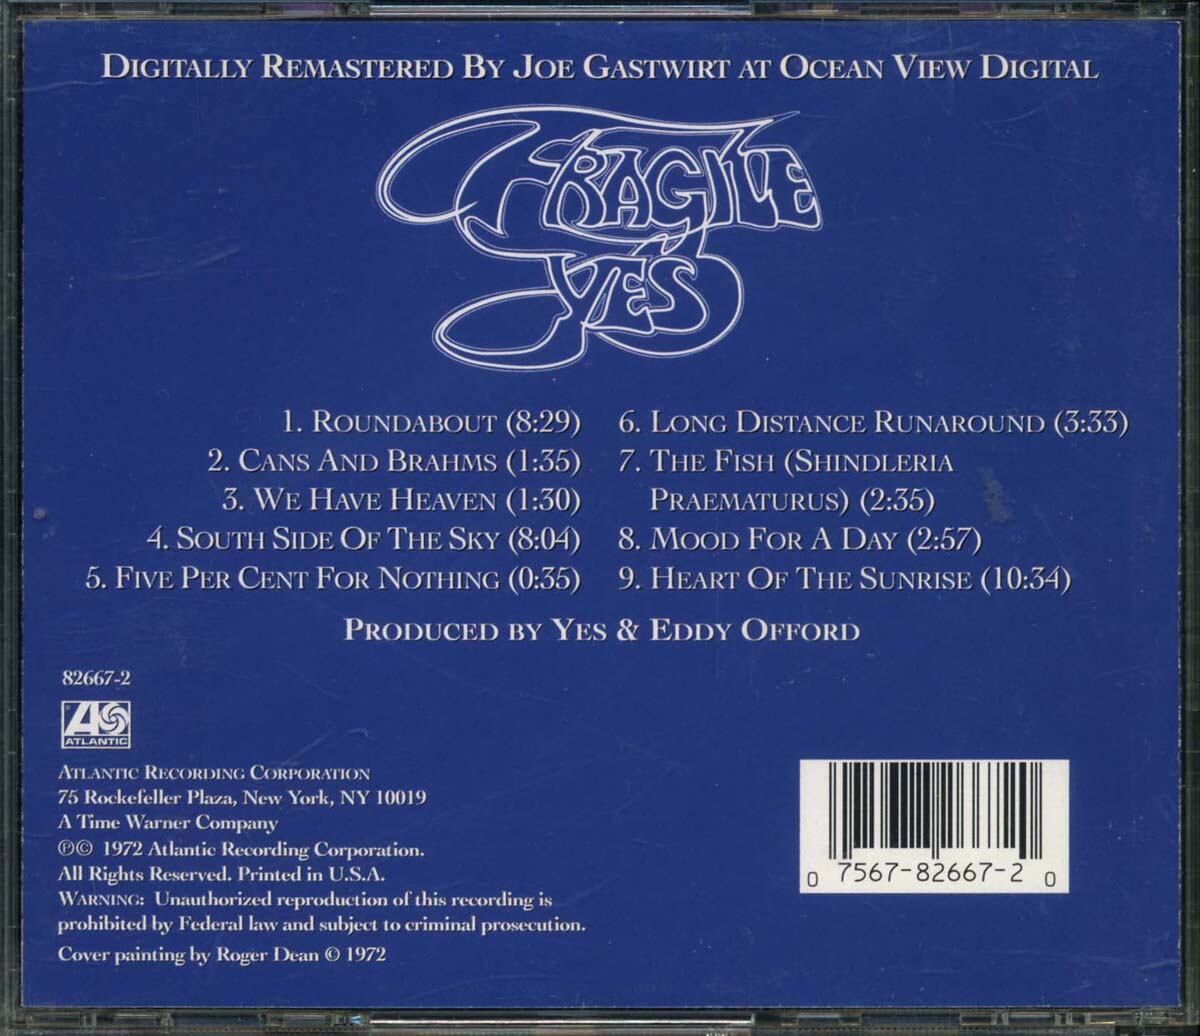 DIGITALLY REMASTERED BY JOE GASTWIRT AT OCEAN VIEW DIGITAL
FRAGILE
YES
1. ROUNDABOUT (8:29)
2. CANS AND BRAHMS (1:35)
3. WE HAVE HEAVEN (1:30)
4. SOUTH SIDE OF THE SKY (8:04)
5. FIVE PER CENT FOR NOTHING (0:35)
6. LONG DISTANCE RUNAROUND (3:33)
7. THE FISH (SHINDLERIA
PRAEMATURUS) (2:35)
8. MOOD FOR A DAY (2:57)
9. HEART OF THE SUNRISE (10:34)
PRODUCED BY YES & EDDY OFFORD
82667-2
ATLANTIC
ATLANTIC RECORDING CORPORATION
75 Rockefeller Plaza, New York, NY 10019
A Time Warner Company
℗© 1972 Atlantic Recording Corporation.
All Rights Reserved. Printed in U.S.A.
WARNING: Unauthorized reproduction of this recording is
prohibited by Federal law and subject to criminal prosecution.
Cover painting by Roger Dean © 1972
0 7567-82667-2 0